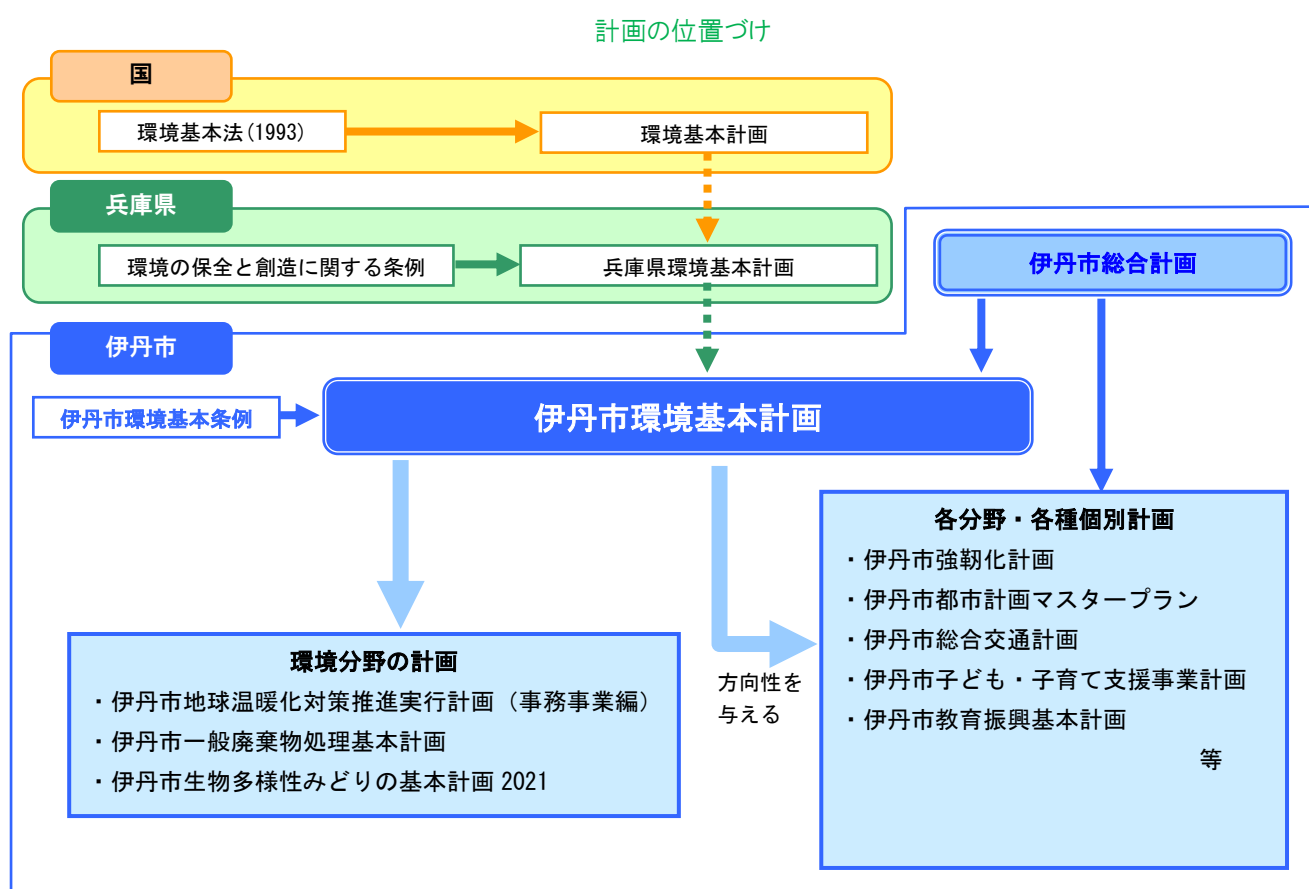 計画の位置づけ
国
環境基本法(1993)
環境基本計画
兵庫県
環境の保全と創造に関する条例
兵庫県環境基本計画
伊丹市総合計画
伊丹市
伊丹市環境基本条例
伊丹市環境基本計画
環境分野の計画
・伊丹市地球温暖化対策推進実行計画（事務事業編）
・伊丹市一般廃棄物処理基本計画
・伊丹市生物多様性みどりの基本計画 2021
方向性を
与える
各分野・各種個別計画
・伊丹市強靭化計画
・伊丹市都市計画マスタープラン
・伊丹市総合交通計画
・伊丹市子ども・子育て支援事業計画
・伊丹市教育振興基本計画
等